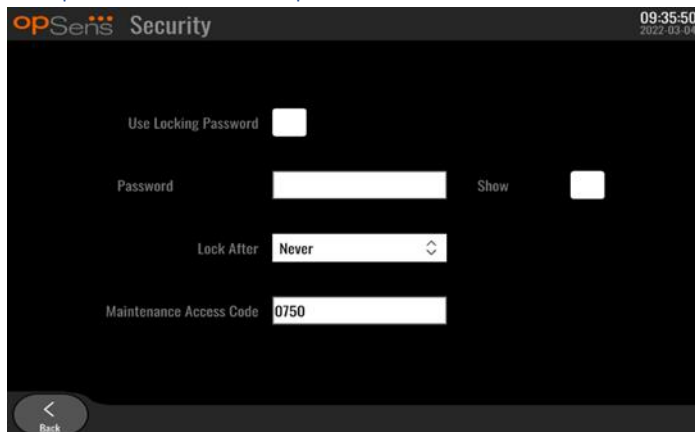 opSens Security
09:35:50
2022-03-04
Use Locking Password
Password
Show
Lock After
Never
Maintenance Access Code
0750
Back